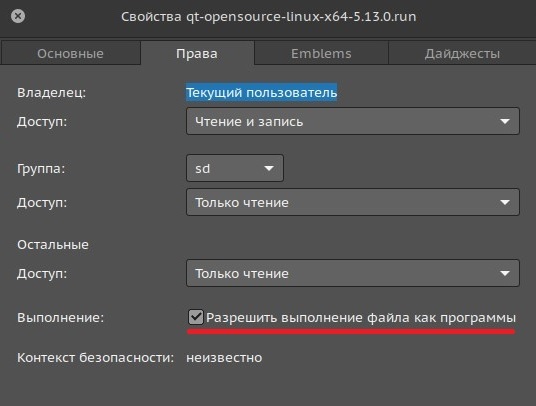 Свойства qt-opensource-linux-x64-5.13.0.run
Основные Права Emblems Дайджесты
Владелец: Текущий пользователь
Доступ: Чтение и запись
Группа: sd
Доступ: Только чтение
Остальные
Доступ: Только чтение
Выполнение: Разрешить выполнение файла как программы
Контекст безопасности: неизвестно